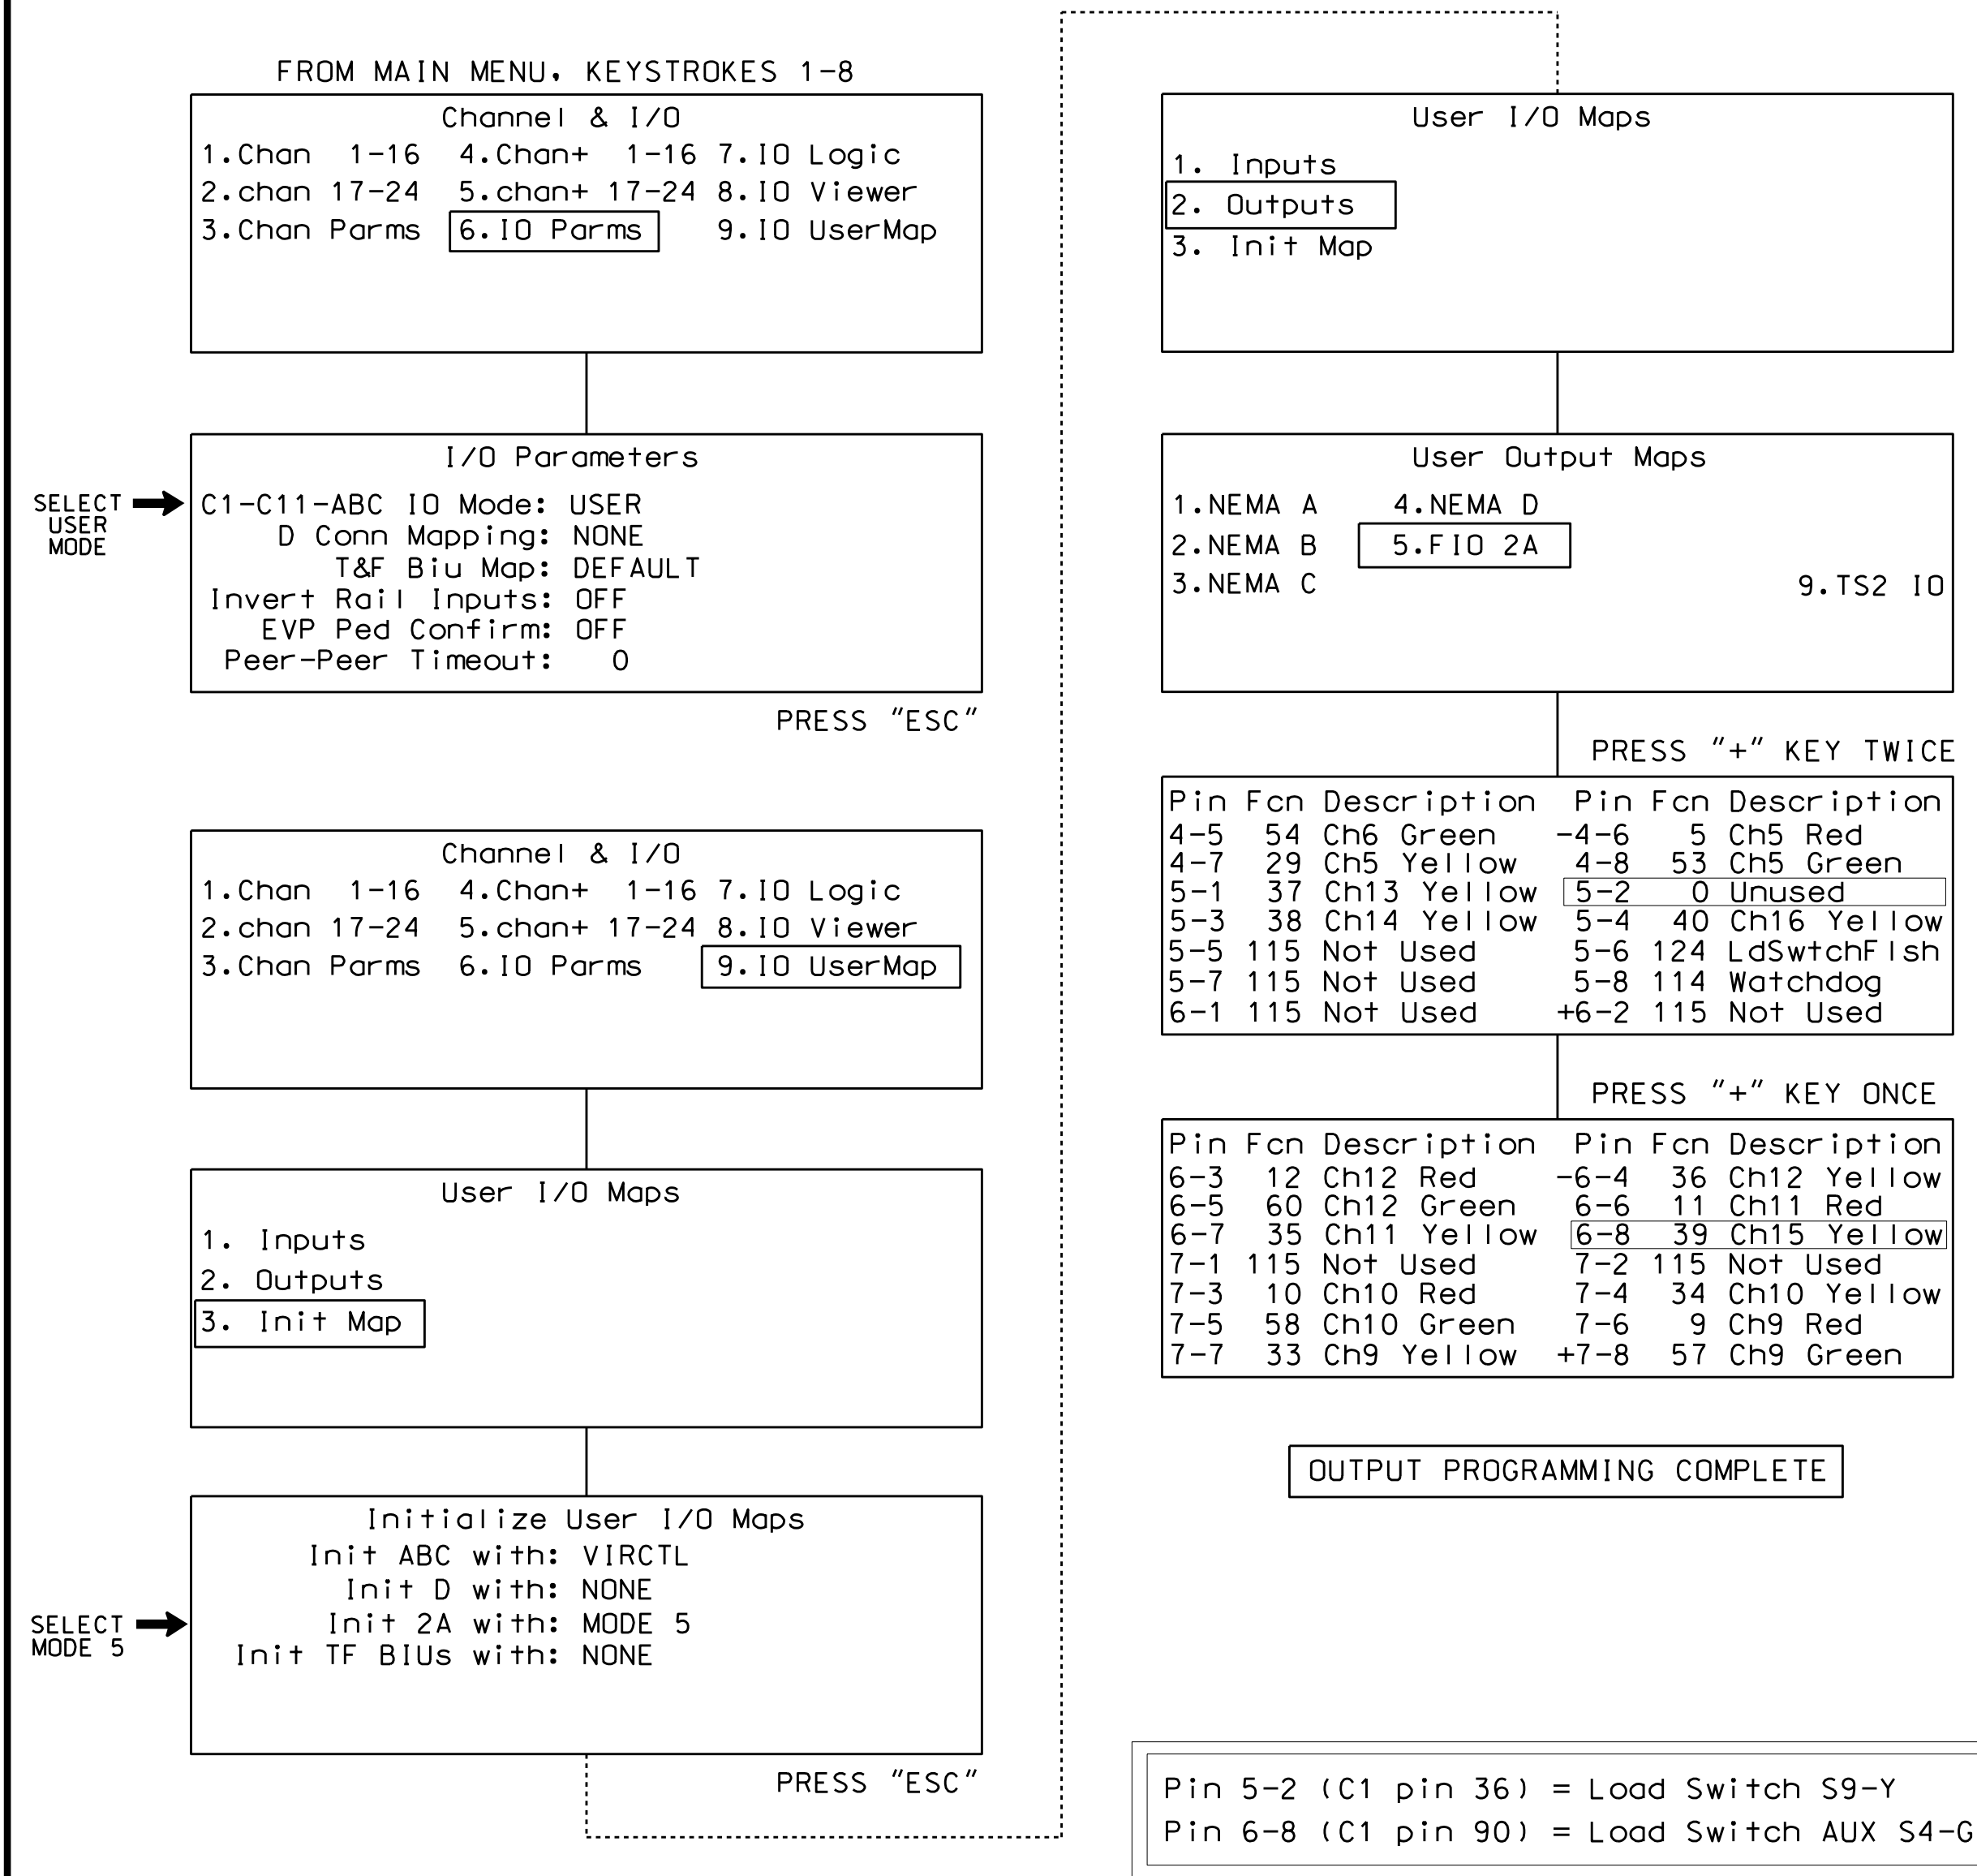 FROM MAIN MENU, KEYSTROKES 1-8
Channel & I/O
1.Chan 1-16 4.Chan+ 1-16 7.IO Logic
2.chan 17-24 5.chan+ 17-24 8.IO Viewer
3.Chan Parms 6.IO Parms 9.IO UserMap
I/O Parameters
SELECT USER MODE
C1-C11-ABC IO Mode: USER
D Conn Mapping: NONE
T&F Biu Map: DEFAULT
Invert Rail Inputs: OFF
EVP Ped Confirm: OFF
Peer-Peer Timeout: 0
PRESS "ESC"
Channel & I/O
1.Chan 1-16 4.Chan+ 1-16 7.IO Logic
2.chan 17-24 5.chan+ 17-24 8.IO Viewer
3.Chan Parms 6.IO Parms 9.IO UserMap
User I/O Maps
1. Inputs
2. Outputs
3. Init Map
Initialize User I/O Maps
Init ABC with: VIRCTL
Init D with: NONE
SELECT MODE 5
Init 2A with: MODE 5
Init TF BIUs with: NONE
PRESS "ESC"
User I/O Maps
1. Inputs
2. Outputs
3. Init Map
User Output Maps
1.NEMA A 4.NEMA D
2.NEMA B 5.FIO 2A
3.NEMA C 9.TS2 IO
PRESS "+" KEY TWICE
Pin Fcn Description Pin Fcn Description
4-5 54 Ch6 Green -4-6 5 Ch5 Red
4-7 29 Ch5 Yellow 4-8 53 Ch5 Green
5-1 37 Ch13 Yellow 5-2 0 Unused
5-3 38 Ch14 Yellow 5-4 40 Ch16 Yellow
5-5 115 Not Used 5-6 124 LdSwtchFlsh
5-7 115 Not Used 5-8 114 Watchdog
6-1 115 Not Used +6-2 115 Not Used
PRESS "+" KEY ONCE
Pin Fcn Description Pin Fcn Description
6-3 12 Ch12 Red -6-4 36 Ch12 Yellow
6-5 60 Ch12 Green 6-6 11 Ch11 Red
6-7 35 Ch11 Yellow 6-8 39 Ch15 Yellow
7-1 115 Not Used 7-2 115 Not Used
7-3 10 Ch10 Red 7-4 34 Ch10 Yellow
7-5 58 Ch10 Green 7-6 9 Ch9 Red
7-7 33 Ch9 Yellow +7-8 57 Ch9 Green
OUTPUT PROGRAMMING COMPLETE
Pin 5-2 (C1 pin 36) = Load Switch S9-Y
Pin 6-8 (C1 pin 90) = Load Switch AUX S4-G